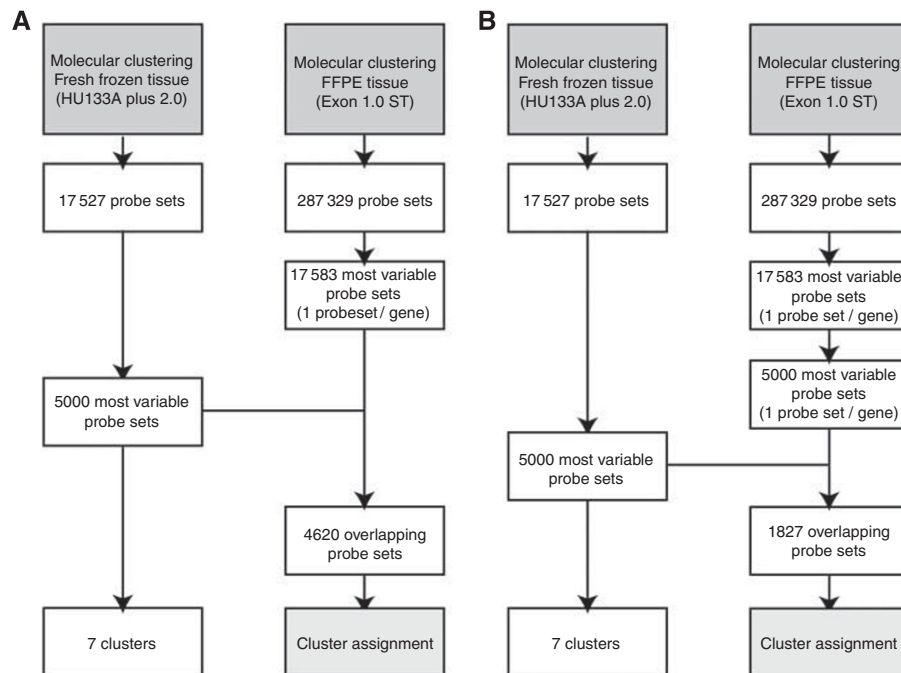 A
Molecular clustering
Fresh frozen tissue
(HU133A plus 2.0)
Molecular clustering
FFPE tissue
(Exon 1.0 ST)
17 527 probe sets
287 329 probe sets
17 583 most variable
probe sets
(1 probeset / gene)
5000 most variable
probe sets
4620 overlapping
probe sets
7 clusters
Cluster assignment
B
Molecular clustering
Fresh frozen tissue
(HU133A plus 2.0)
Molecular clustering
FFPE tissue
(Exon 1.0 ST)
17 527 probe sets
287 329 probe sets
17 583 most variable
probe sets
(1 probe set / gene)
5000 most variable
probe sets
(1 probe set / gene)
5000 most variable
probe sets
1827 overlapping
probe sets
7 clusters
Cluster assignment